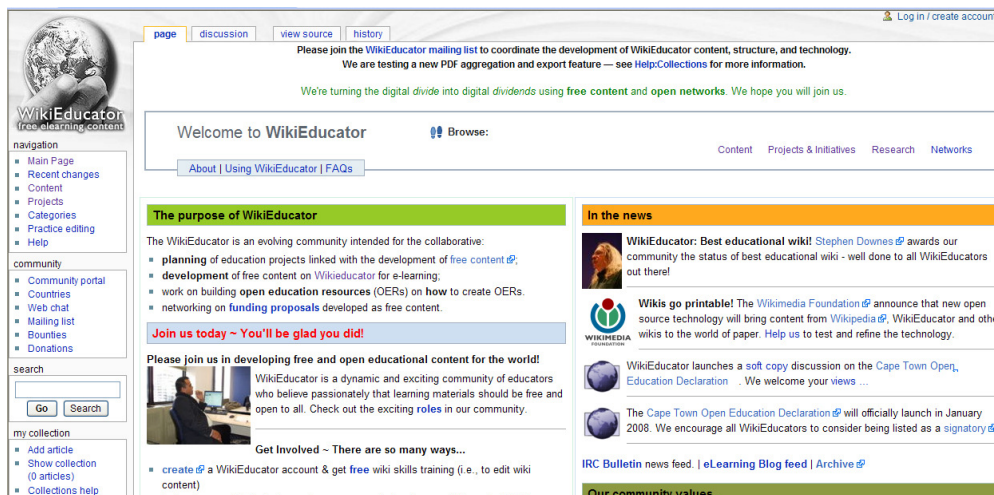 Log in / create account
page
discussion
view source
history
Please join the WikiEducator mailing list to coordinate the development of WikiEducator content, structure, and technology.
We are testing a new PDF aggregation and export feature — see Help:Collections for more information.
We're turning the digital divide into digital dividends using free content and open networks. We hope you will join us.
WikiEducator
free elearning content
Welcome to WikiEducator
Browse:
Content Projects & Initiatives Research Networks
About | Using WikiEducator | FAQs
navigation
Main Page
Recent changes
Content
Projects
Categories
Practice editing
Help
community
Community portal
Countries
Web chat
Mailing list
Bounties
Donations
search
Go Search
my collection
Add article
Show collection
(0 articles)
Collections help
The purpose of WikiEducator
The WikiEducator is an evolving community intended for the collaborative:
planning of education projects linked with the development of free content;
development of free content on Wikieducator for e-learning;
work on building open education resources (OERs) on how to create OERs.
networking on funding proposals developed as free content.
Join us today ~ You'll be glad you did!
Please join us in developing free and open educational content for the world!
WikiEducator is a dynamic and exciting community of educators
who believe passionately that learning materials should be free and
open to all. Check out the exciting roles in our community.
Get Involved ~ There are so many ways...
create a WikiEducator account & get free wiki skills training (i.e., to edit wiki
content)
In the news
WikiEducator: Best educational wiki! Stephen Downes awards our
community the status of best educational wiki - well done to all WikiEducators
out there!
Wikis go printable! The Wikimedia Foundation announce that new open
source technology will bring content from Wikipedia, WikiEducator and othe
wikis to the world of paper. Help us to test and refine the technology.
WIKIMEDIA
FOUNDATION
WikiEducator launches a soft copy discussion on the Cape Town Open
Education Declaration . We welcome your views ...
The Cape Town Open Education Declaration will officially launch in January
2008. We encourage all WikiEducators to consider being listed as a signatory
IRC Bulletin news feed. | eLearning Blog feed | Archive
Our community values